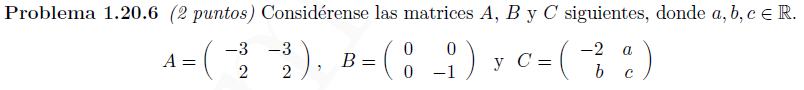 Problema 1.20.6 (2 puntos) Considérense las matrices A, B y C siguientes, donde a, b, c ∈ ℝ.
A = ( −3 −3 ; 2 2 ), B = ( 0 0 ; 0 −1 ) y C = ( −2 a ; b c )